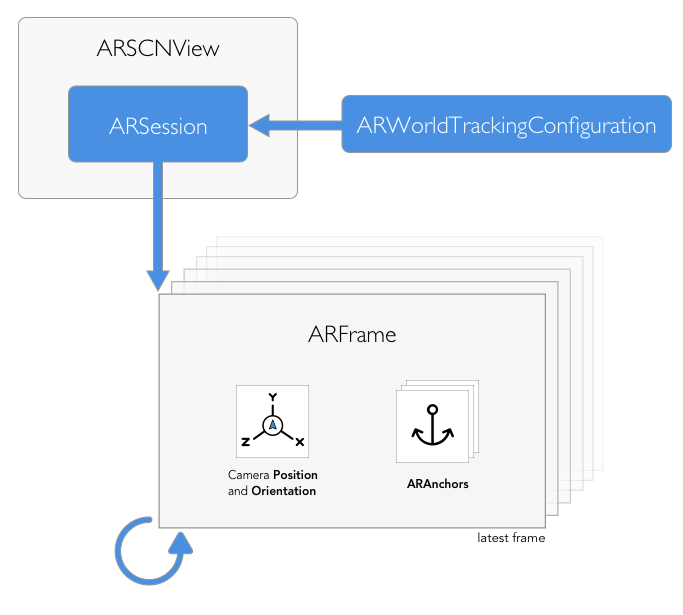 ARSCNView
ARSession
ARWorldTrackingConfiguration
ARFrame
Y
Z
X
Camera Position
and Orientation
ARAnchors
latest frame